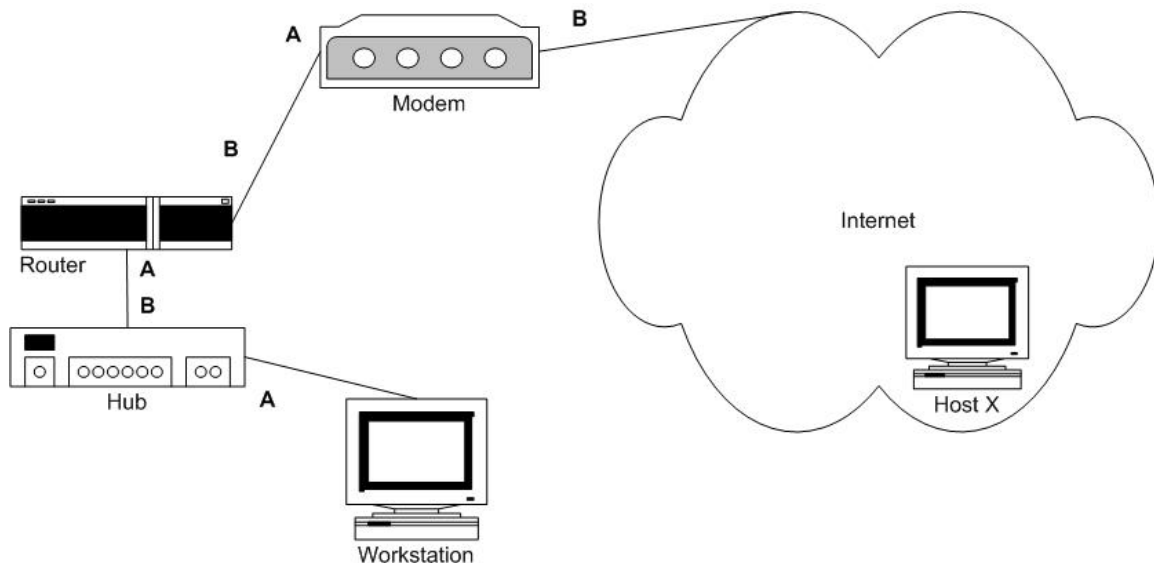 A
B
Modem
B
Router
A
B
Hub
A
Workstation
Internet
Host X